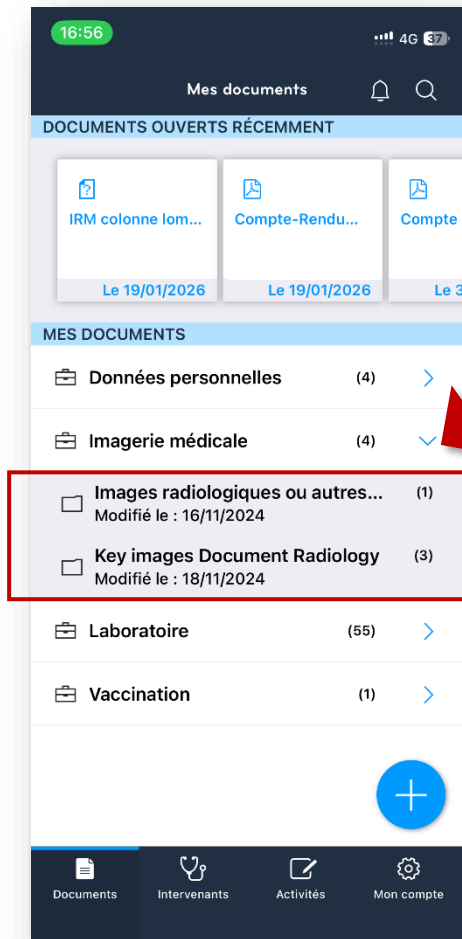 16:56
4G 37
Mes documents
DOCUMENTS OUVERTS RÉCEMMENT
IRM colonne lom...
Compte-Rendu...
Compte
Le 19/01/2026
Le 19/01/2026
Le 3
MES DOCUMENTS
Données personnelles (4)
Imagerie médicale (4)
Images radiologiques ou autres... (1)
Modifié le : 16/11/2024
Key images Document Radiology (3)
Modifié le : 18/11/2024
Laboratoire (55)
Vaccination (1)
Documents
Intervenants
Activités
Mon compte